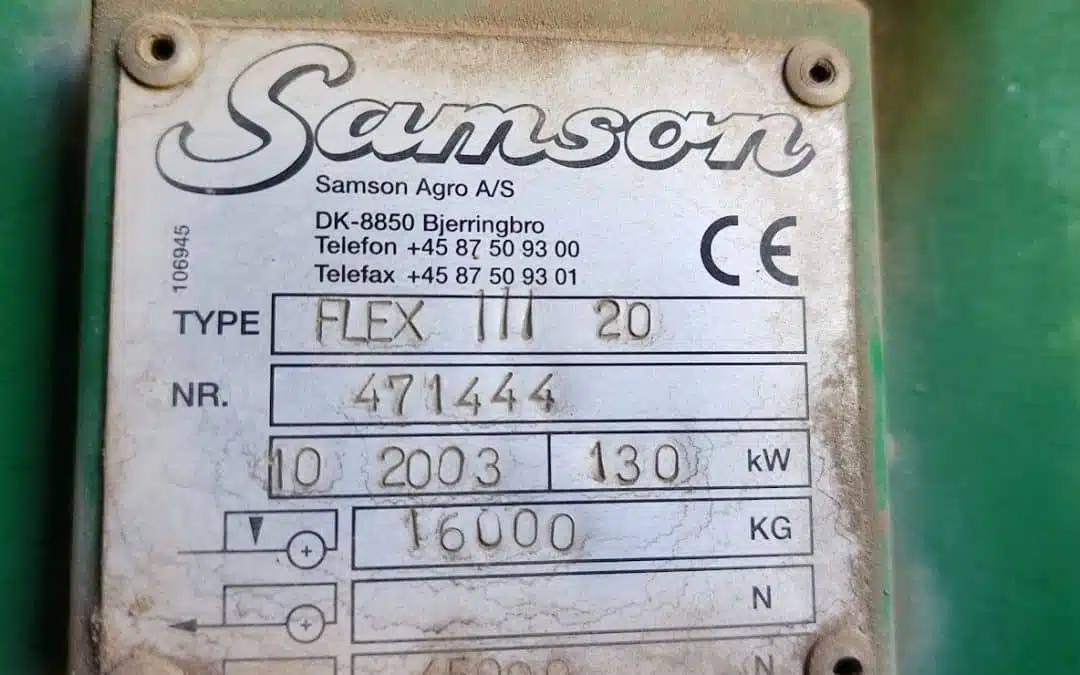 Samson
Samson Agro A/S
DK-8850 Bjerringbro
Telefon +45 87 50 93 00
Telefax +45 87 50 93 01
106945
CE
TYPE FLEX III 20
NR. 471444
10 2003 130 kW
16000 KG
N
N